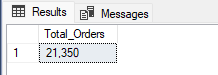 Results Messages
Total_Orders
1 21,350